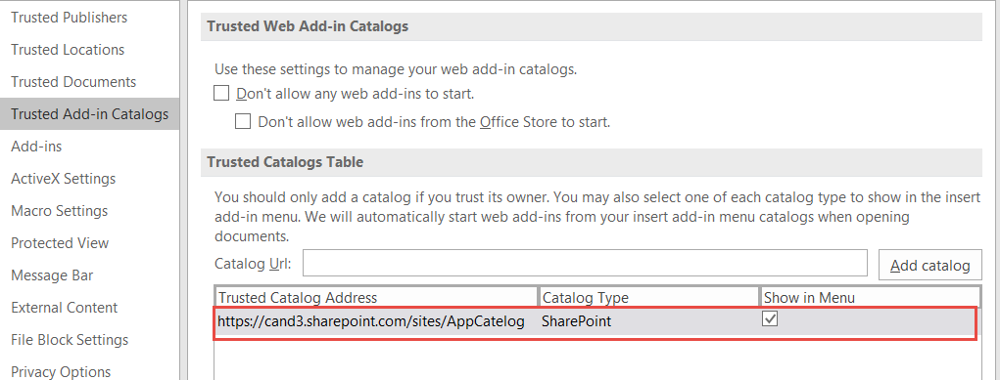 Trusted Publishers
Trusted Locations
Trusted Documents
Trusted Add-in Catalogs
Add-ins
ActiveX Settings
Macro Settings
Protected View
Message Bar
External Content
File Block Settings
Privacy Options
Trusted Web Add-in Catalogs
Use these settings to manage your web add-in catalogs.
Don't allow any web add-ins to start.
Don't allow web add-ins from the Office Store to start.
Trusted Catalogs Table
You should only add a catalog if you trust its owner. You may also select one of each catalog type to show in the insert
add-in menu. We will automatically start web add-ins from your insert add-in menu catalogs when opening
documents.
Catalog Url:
Add catalog
Trusted Catalog Address Catalog Type Show in Menu
https://cand3.sharepoint.com/sites/AppCatelog SharePoint